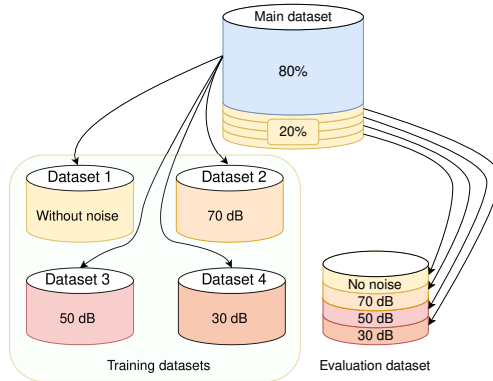 Main dataset
80%
20%
Dataset 1
Without noise
Dataset 2
70 dB
Dataset 3
50 dB
Dataset 4
30 dB
Training datasets
No noise
70 dB
50 dB
30 dB
Evaluation dataset